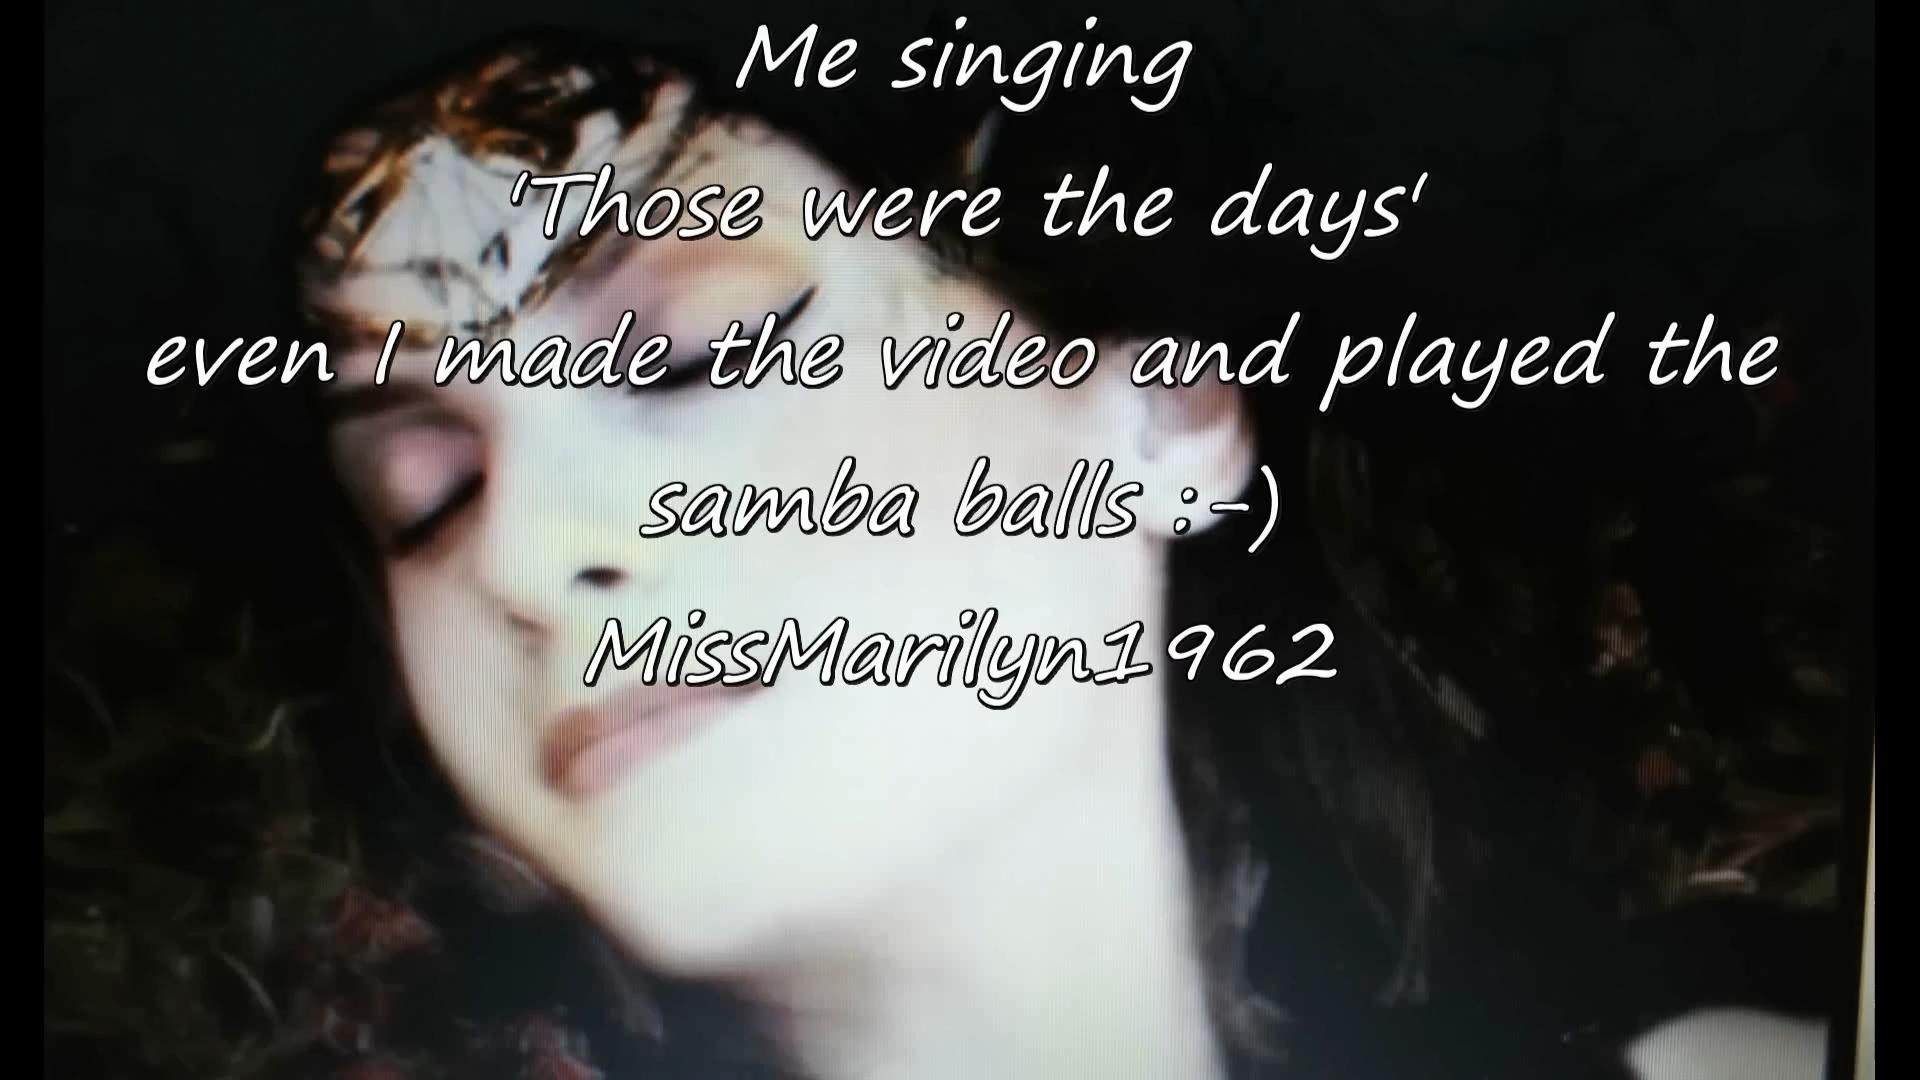 Me singing
'Those were the days'
even I made the video and played the
samba balls :-)
MissMarilyn1962